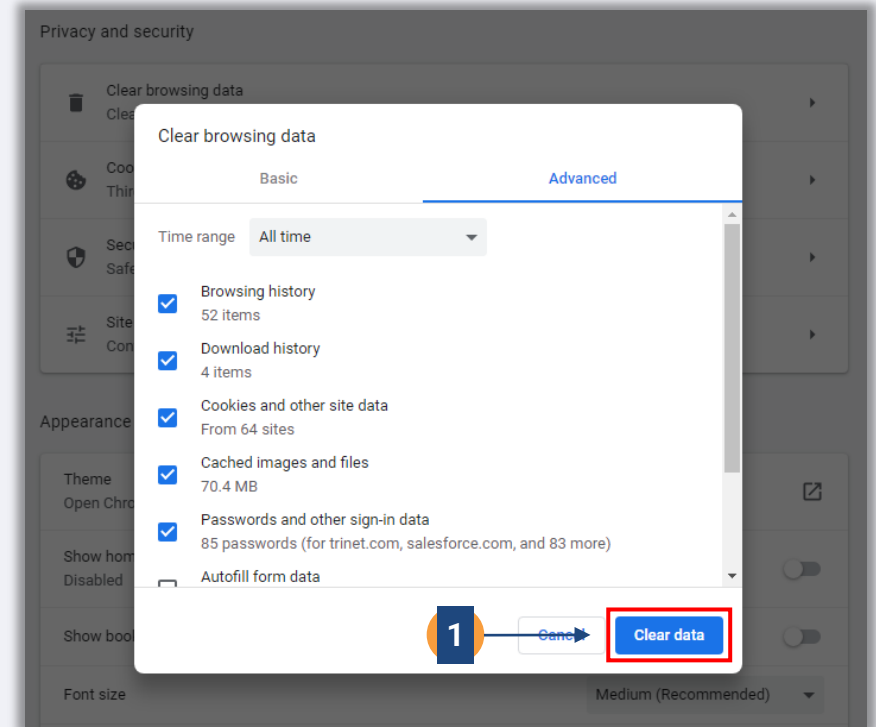 Privacy and security
Clear browsing data
Clea
Clear browsing data
Basic
Advanced
Coo
Thir
Time range
All time
Secu
Safe
Browsing history
52 items
Site
Con
Download history
4 items
Cookies and other site data
From 64 sites
Appearance
Cached images and files
70.4 MB
Theme
Open Chro
Passwords and other sign-in data
85 passwords (for trinet.com, salesforce.com, and 83 more)
Show hom
Disabled
Autofill form data
Show bool
1
Cancel
Clear data
Font size
Medium (Recommended)